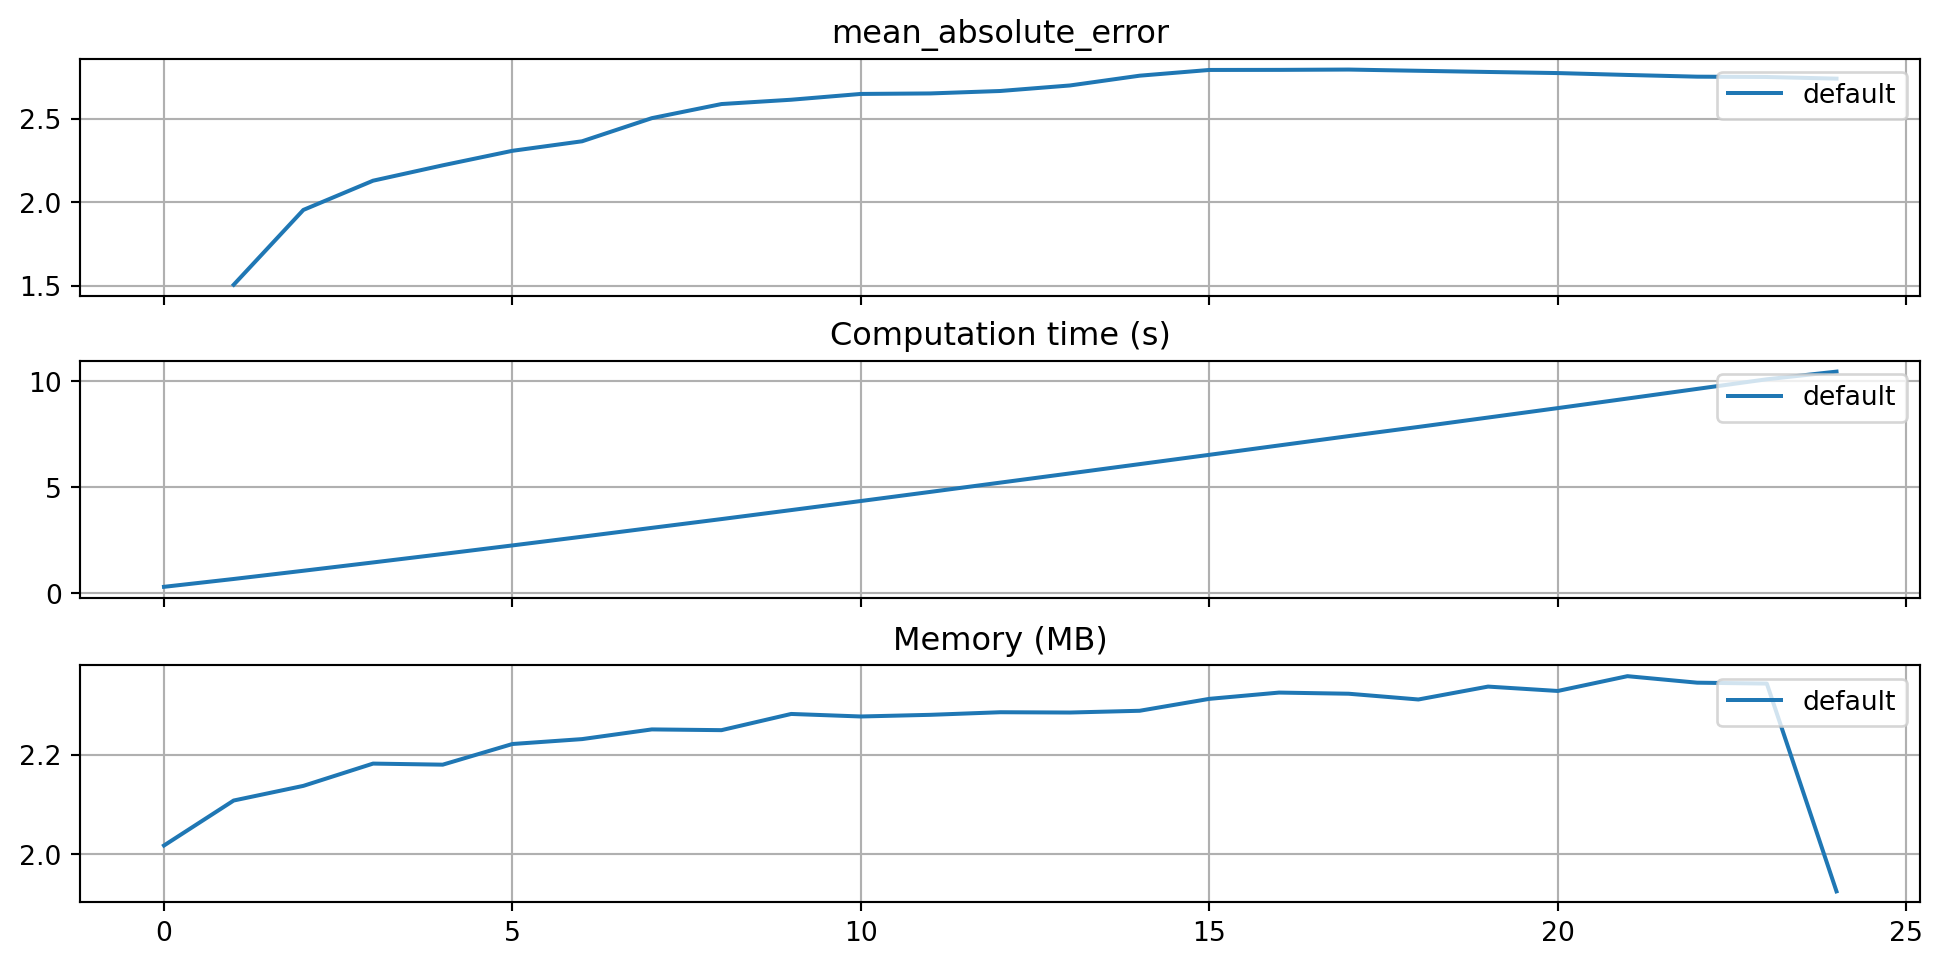 mean_absolute_error
2.5
2.0
1.5
default
Computation time (s)
10
5
0
default
Memory (MB)
2.2
2.0
default
0 5 10 15 20 25